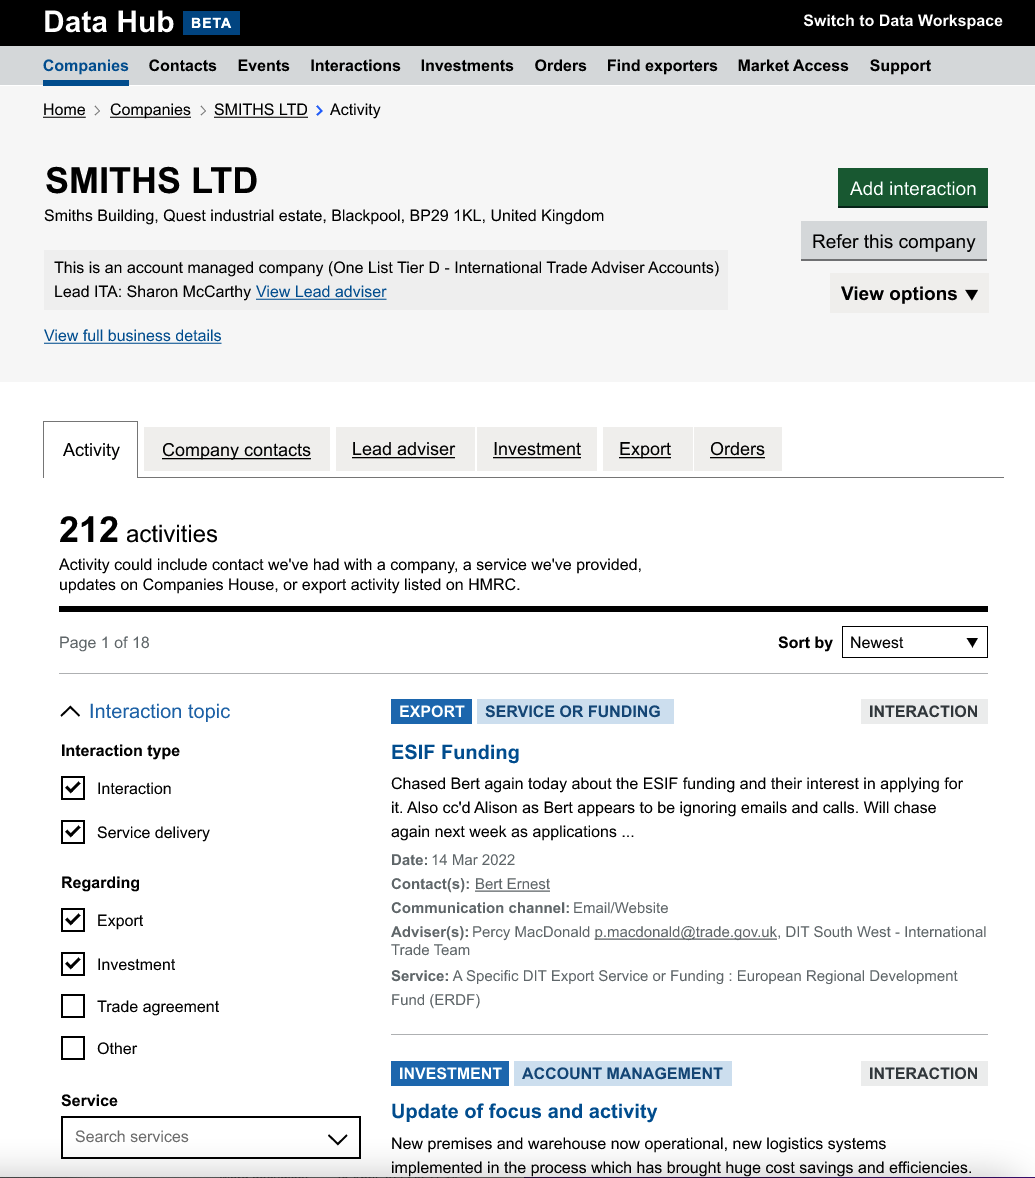 Data Hub BETA
Switch to Data Workspace
Companies Contacts Events Interactions Investments Orders Find exporters Market Access Support
Home > Companies > SMITHS LTD > Activity
SMITHS LTD
Smiths Building, Quest industrial estate, Blackpool, BP29 1KL, United Kingdom
Add interaction
Refer this company
View options ▼
This is an account managed company (One List Tier D - International Trade Adviser Accounts)
Lead ITA: Sharon McCarthy View Lead adviser
View full business details
Activity Company contacts Lead adviser Investment Export Orders
212 activities
Activity could include contact we've had with a company, a service we've provided,
updates on Companies House, or export activity listed on HMRC.
Page 1 of 18
Sort by Newest ▼
Interaction topic
Interaction type
Interaction
Service delivery
Regarding
Export
Investment
Trade agreement
Other
Service
Search services
EXPORT SERVICE OR FUNDING INTERACTION
ESIF Funding
Chased Bert again today about the ESIF funding and their interest in applying for
it. Also cc'd Alison as Bert appears to be ignoring emails and calls. Will chase
again next week as applications ...
Date: 14 Mar 2022
Contact(s): Bert Ernest
Communication channel: Email/Website
Adviser(s): Percy MacDonald p.macdonald@trade.gov.uk, DIT South West - International
Trade Team
Service: A Specific DIT Export Service or Funding : European Regional Development
Fund (ERDF)
INVESTMENT ACCOUNT MANAGEMENT INTERACTION
Update of focus and activity
New premises and warehouse now operational, new logistics systems
implemented in the process which has brought huge cost savings and efficiencies.